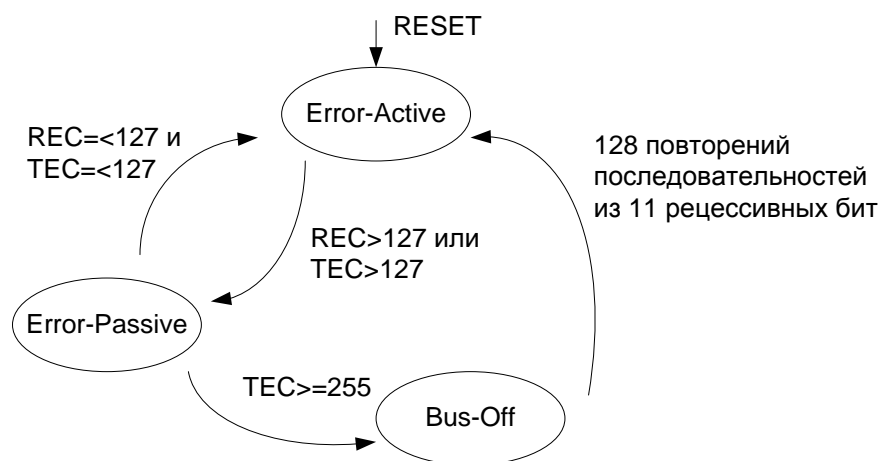 RESET
Error-Active
REC=<127 и
TEC=<127
128 повторений
последовательностей
из 11 рецессивных бит
REC>127 или
TEC>127
Error-Passive
TEC>=255
Bus-Off